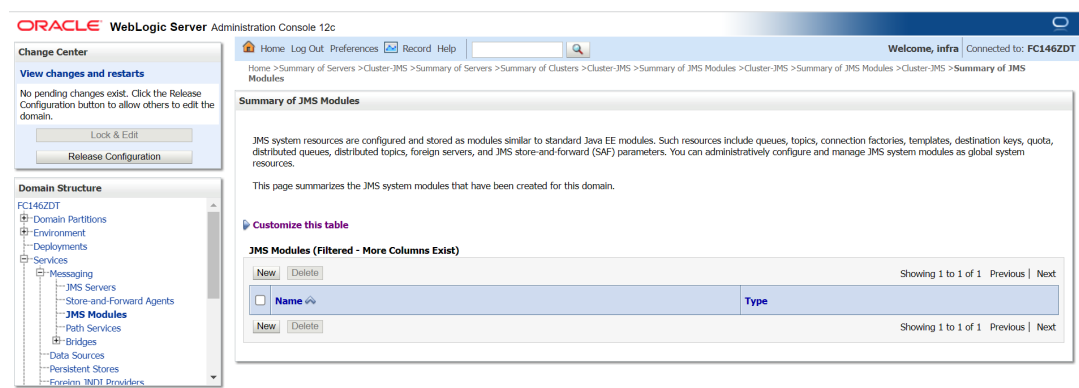 ORACLE® WebLogic Server Administration Console 12c
Change Center
View changes and restarts
No pending changes exist. Click the Release
Configuration button to allow others to edit the
domain.
Lock & Edit
Release Configuration
Domain Structure
FC146ZDT
Domain Partitions
Environment
Deployments
Services
Messaging
JMS Servers
Store-and-Forward Agents
JMS Modules
Path Services
Bridges
Data Sources
Persistent Stores
Foreign JNDI Providers
Home Log Out Preferences Record Help
Welcome, infra Connected to: FC146ZDT
Home >Summary of Servers >Cluster-JMS >Summary of Servers >Summary of Clusters >Cluster-JMS >Summary of JMS Modules >Cluster-JMS >Summary of JMS Modules >Cluster-JMS >Summary of JMS
Modules
Summary of JMS Modules
JMS system resources are configured and stored as modules similar to standard Java EE modules. Such resources include queues, topics, connection factories, templates, destination keys, quota,
distributed queues, distributed topics, foreign servers, and JMS store-and-forward (SAF) parameters. You can administratively configure and manage JMS system modules as global system
resources.
This page summarizes the JMS system modules that have been created for this domain.
Customize this table
JMS Modules (Filtered - More Columns Exist)
New Delete Showing 1 to 1 of 1 Previous | Next
Name Type
New Delete Showing 1 to 1 of 1 Previous | Next